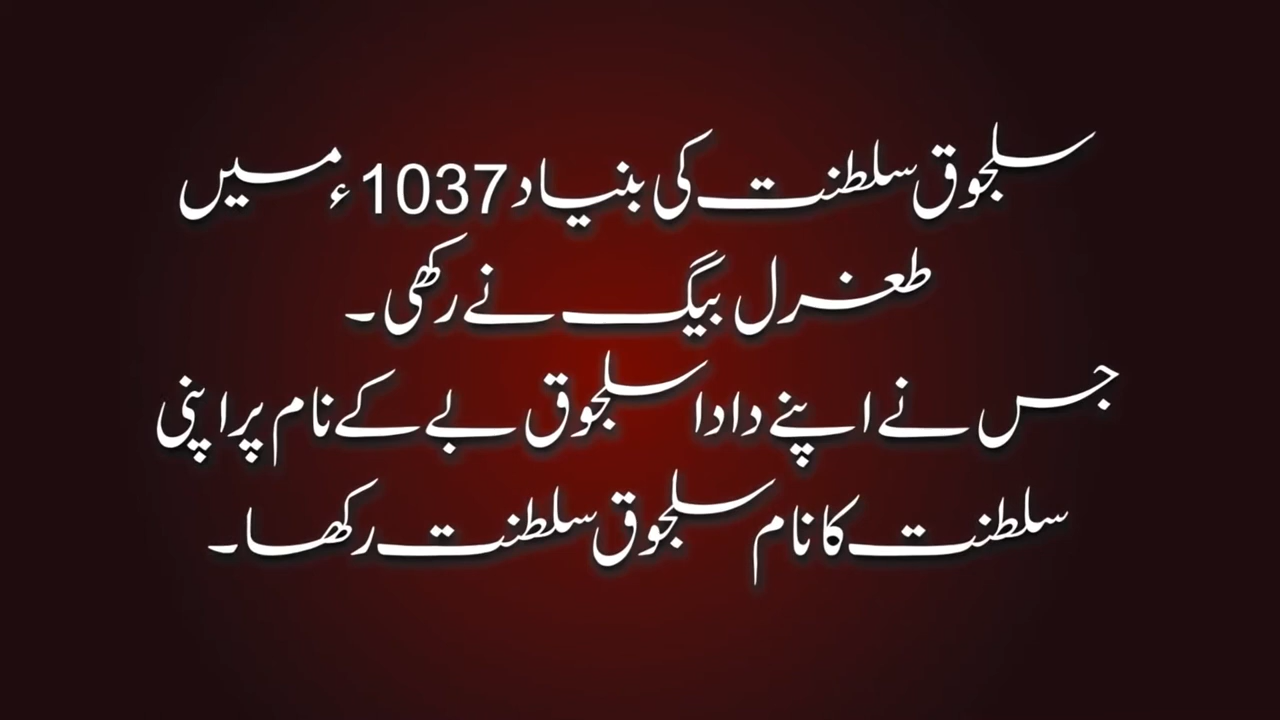 سلجوق سلطنت کی بنیاد 1037ء میں
طغرل بیگ نے رکھی۔
جس نے اپنے دادا سلجوق بے کے نام پر اپنی
سلطنت کا نام سلجوق سلطنت رکھا۔